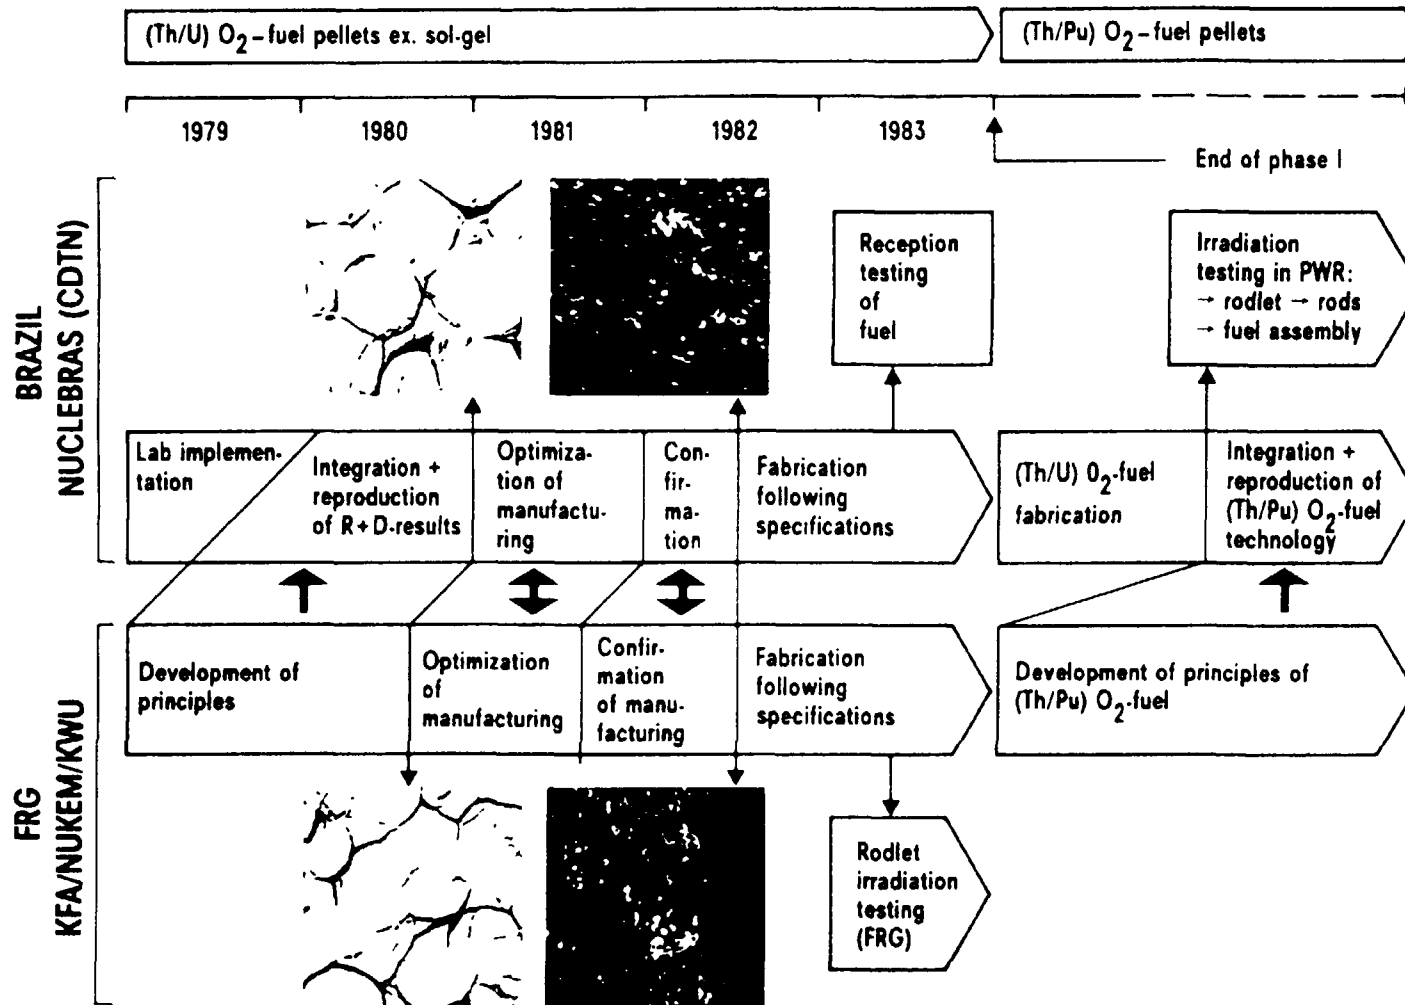 (Th/U) O2-fuel pellets ex. sol-gel
(Th/Pu) O2-fuel pellets
1979
1980
1981
1982
1983
End of phase I
BRAZIL
NUCLEBRAS (CDTN)
Reception
testing
of
fuel
Irradiation
testing in PWR:
→ rodlet → rods
→ fuel assembly
Lab implemen-
tation
Integration +
reproduction
of R+D-results
Optimiza-
tion of
manufactu-
ring
Con-
fir-
ma-
tion
Fabrication
following
specifications
(Th/U) O2-fuel
fabrication
Integration +
reproduction of
(Th/Pu) O2-fuel
technology
FRG
KFA/NUKEM/KWU
Development of
principles
Optimization
of
manufacturing
Confir-
mation
of manu-
facturing
Fabrication
following
specifications
Development of principles of
(Th/Pu) O2-fuel
Rodlet
irradiation
testing
(FRG)